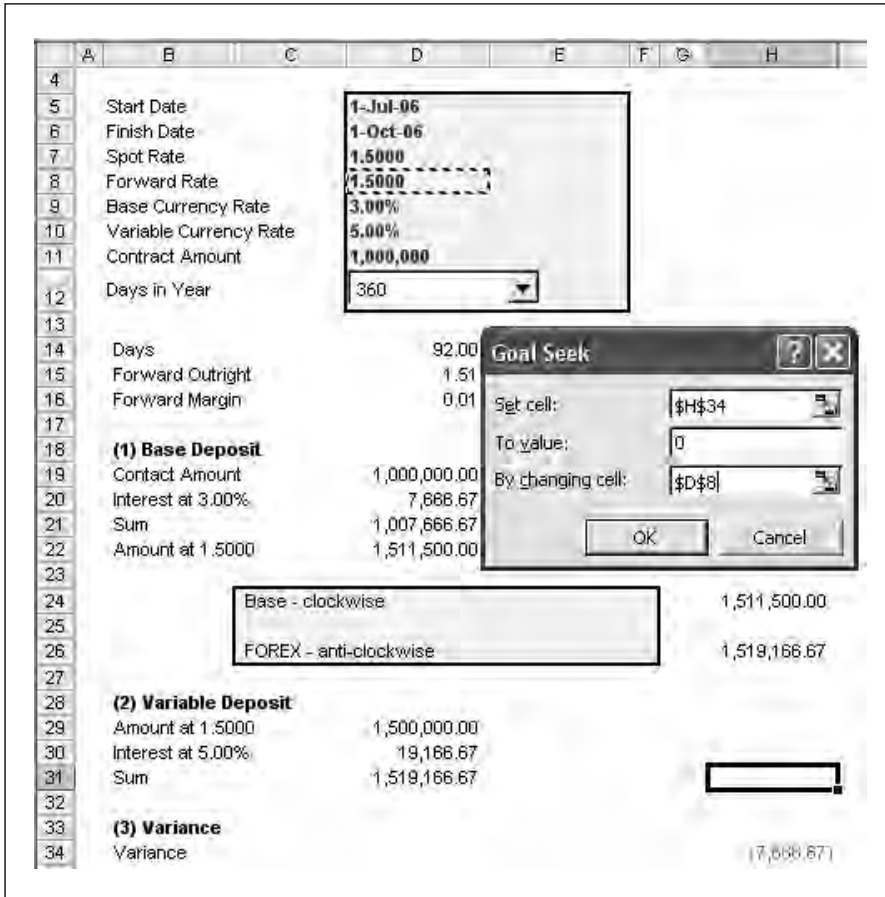 A B C D E F G H
4
5 Start Date 1-Jul-06
6 Finish Date 1-Oct-06
7 Spot Rate 1.5000
8 Forward Rate 1.5000
9 Base Currency Rate 3.00%
10 Variable Currency Rate 5.00%
11 Contract Amount 1,000,000
12 Days in Year 360
13
14 Days 92.00
15 Forward Outright 1.51
16 Forward Margin 0.01
17
18 (1) Base Deposit
19 Contact Amount 1,000,000.00
20 Interest at 3.00% 7,666.67
21 Sum 1,007,666.67
22 Amount at 1.5000 1,511,500.00
23
Goal Seek
Set cell: $H$34
To value: 0
By changing cell: $D$8
OK Cancel
24 Base - clockwise 1,511,500.00
25
26 FOREX - anti-clockwise 1,519,166.67
27
28 (2) Variable Deposit
29 Amount at 1.5000 1,500,000.00
30 Interest at 5.00% 19,166.67
31 Sum 1,519,166.67
32
33 (3) Variance
34 Variance (7,666.67)